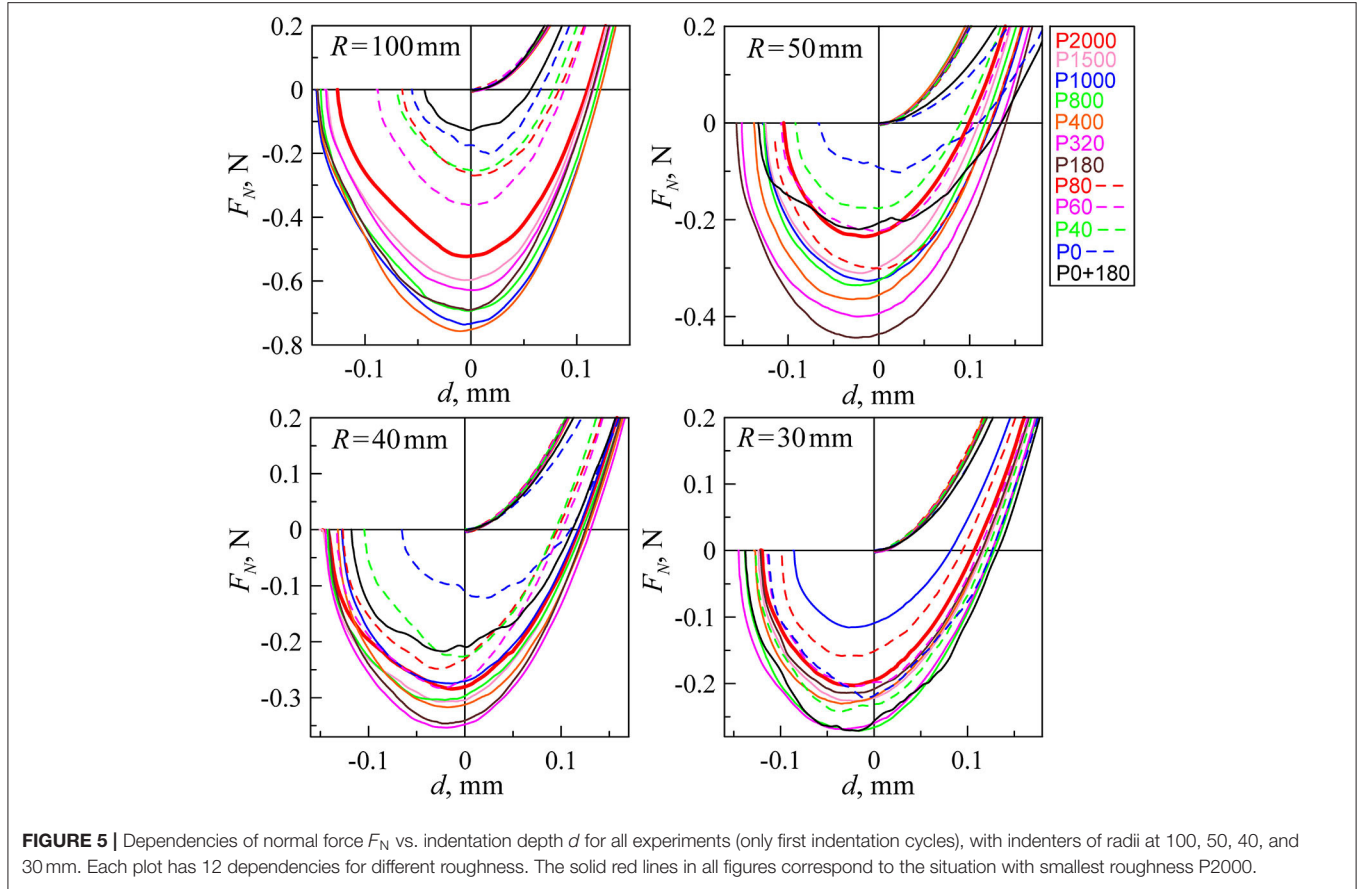 0.2
0
-0.2
-0.4
-0.6
-0.8
F_N, N
R=100 mm
-0.1
0
0.1
d, mm
0.2
0
-0.2
-0.4
F_N, N
R=50 mm
-0.1
0
0.1
d, mm
P2000
P1500
P1000
P800
P400
P320
P180
P80 – –
P60 – –
P40 – –
P0 – –
P0+180
0.2
0.1
0
-0.1
-0.2
-0.3
F_N, N
R=40 mm
-0.1
0
0.1
d, mm
0.2
0.1
0
-0.1
-0.2
F_N, N
R=30 mm
-0.1
0
0.1
d, mm
FIGURE 5 | Dependencies of normal force F_N vs. indentation depth d for all experiments (only first indentation cycles), with indenters of radii at 100, 50, 40, and
30 mm. Each plot has 12 dependencies for different roughness. The solid red lines in all figures correspond to the situation with smallest roughness P2000.